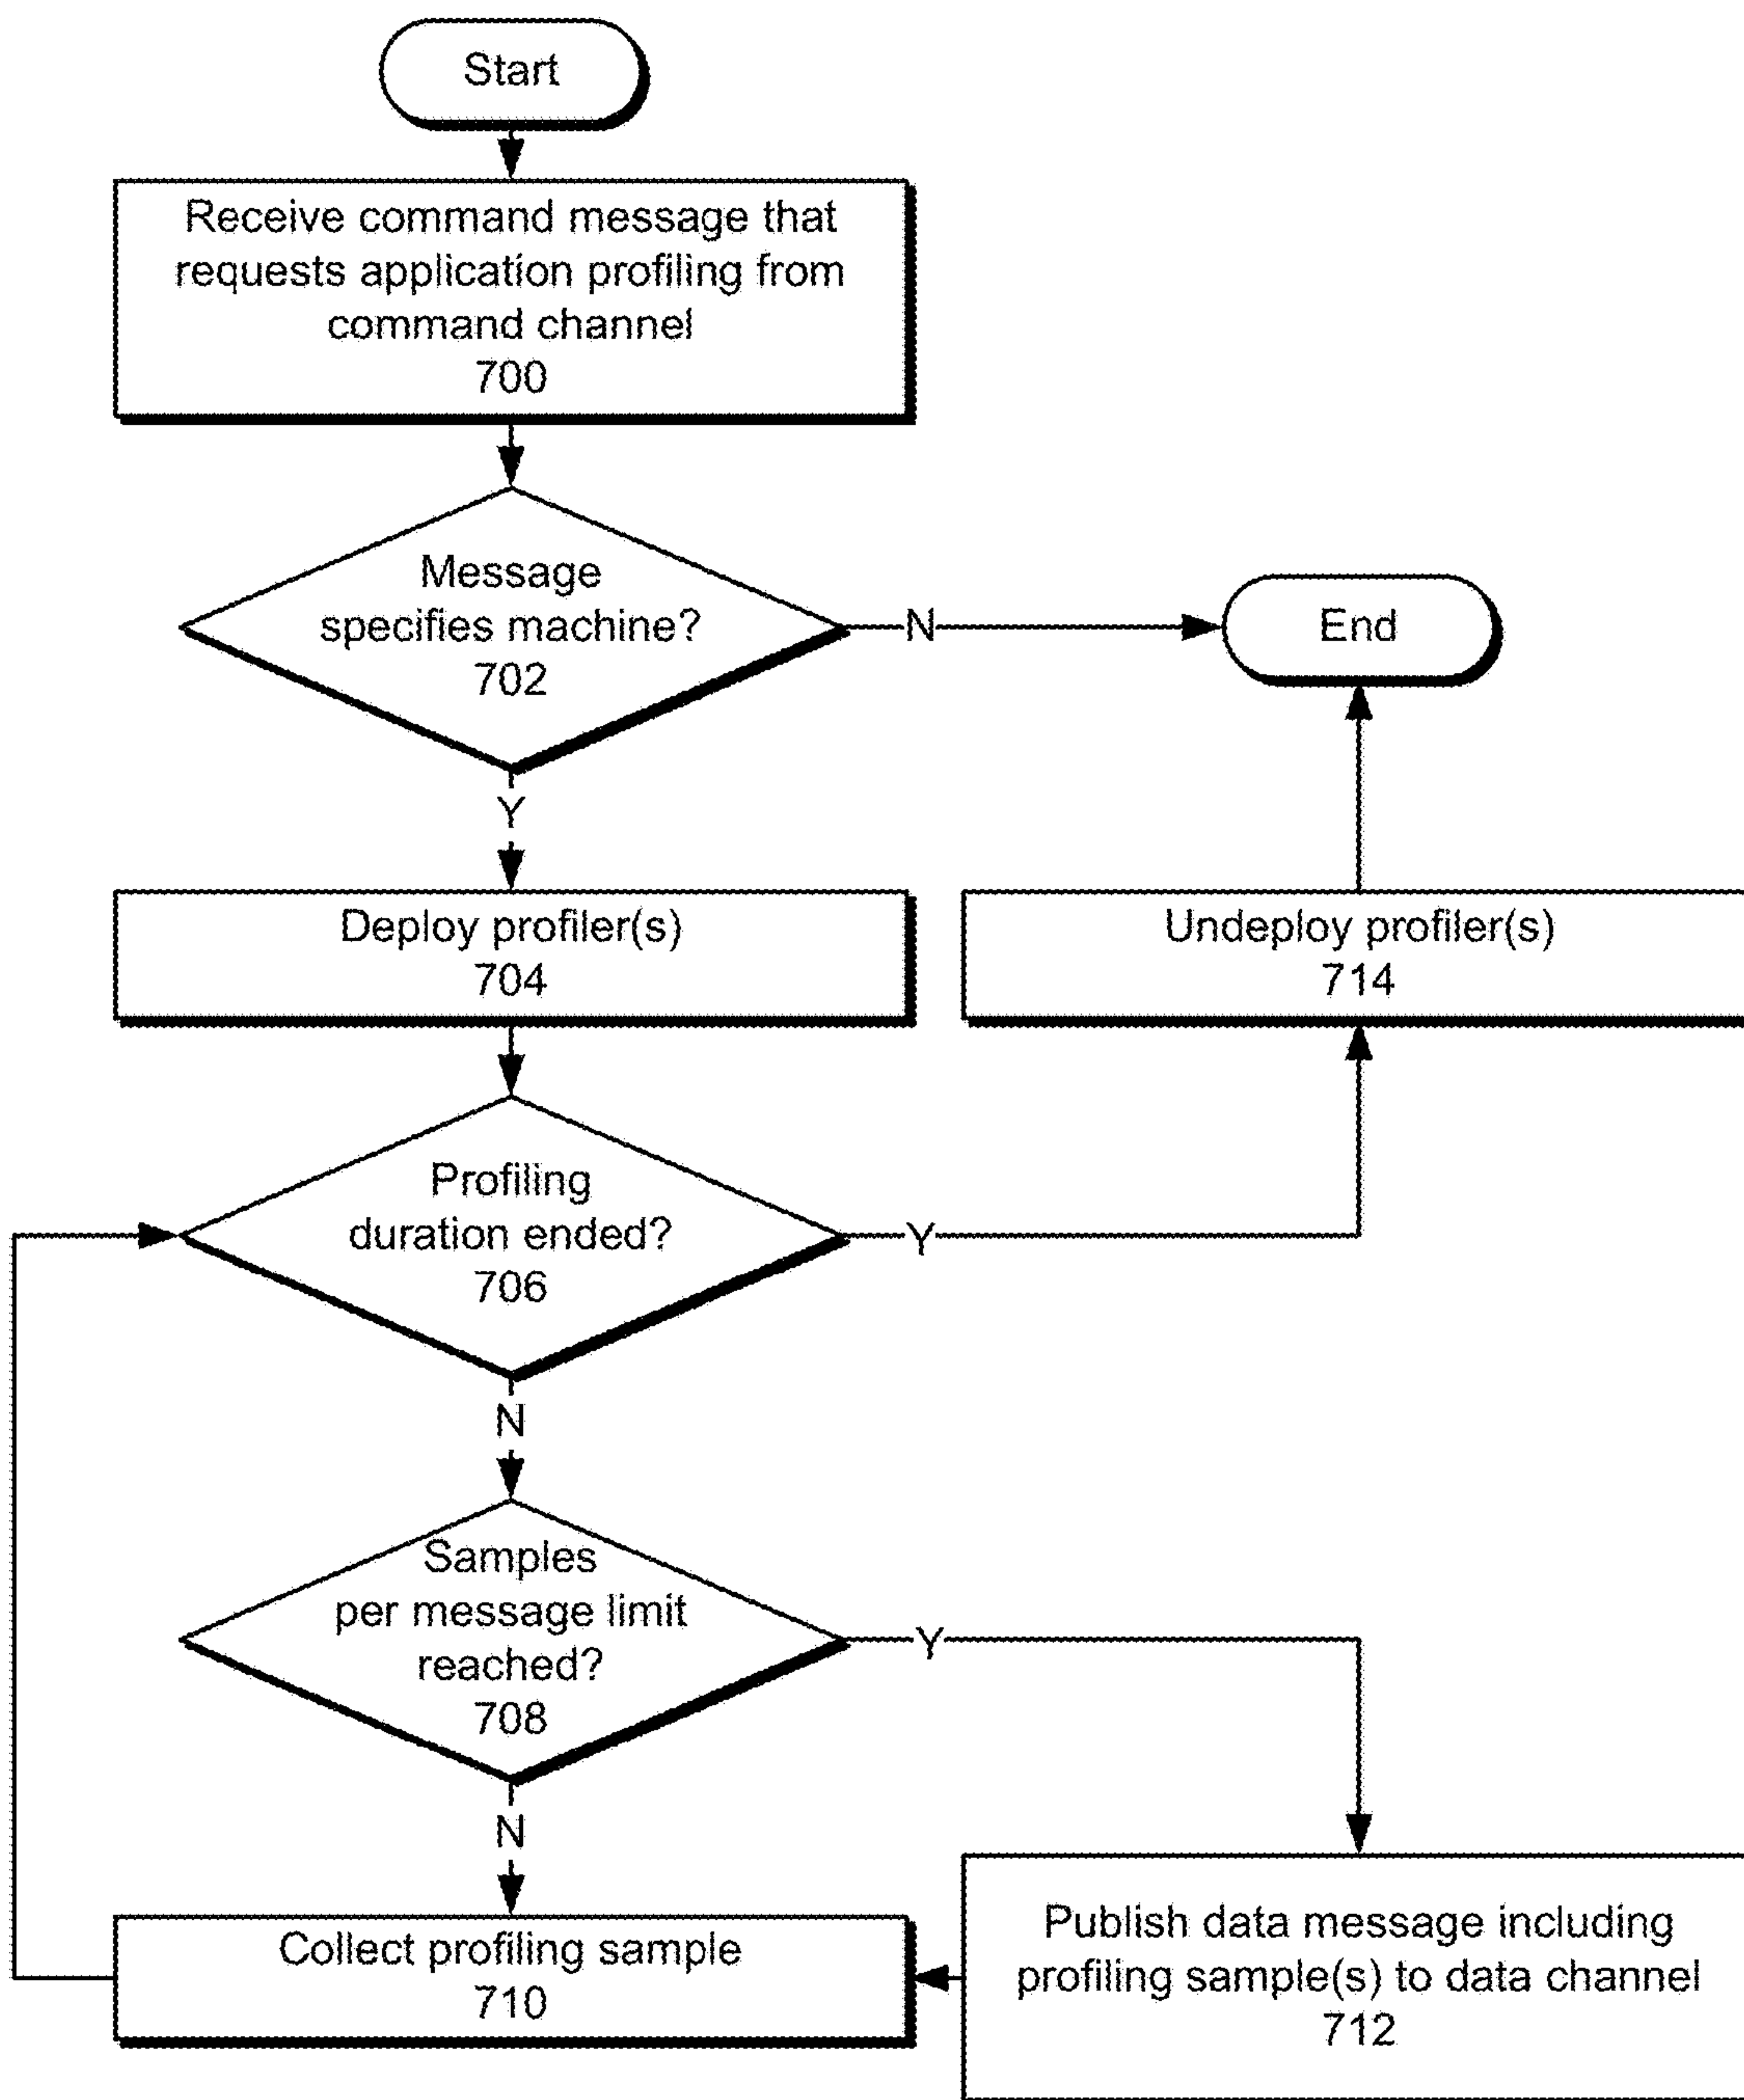 Start
Receive command message that
requests application profiling from
command channel
700
Message
specifies machine?
702
N
End
Y
Deploy profiler(s)
704
Undeploy profiler(s)
714
Profiling
duration ended?
706
Y
N
Samples
per message limit
reached?
708
Y
N
Collect profiling sample
710
Publish data message including
profiling sample(s) to data channel
712